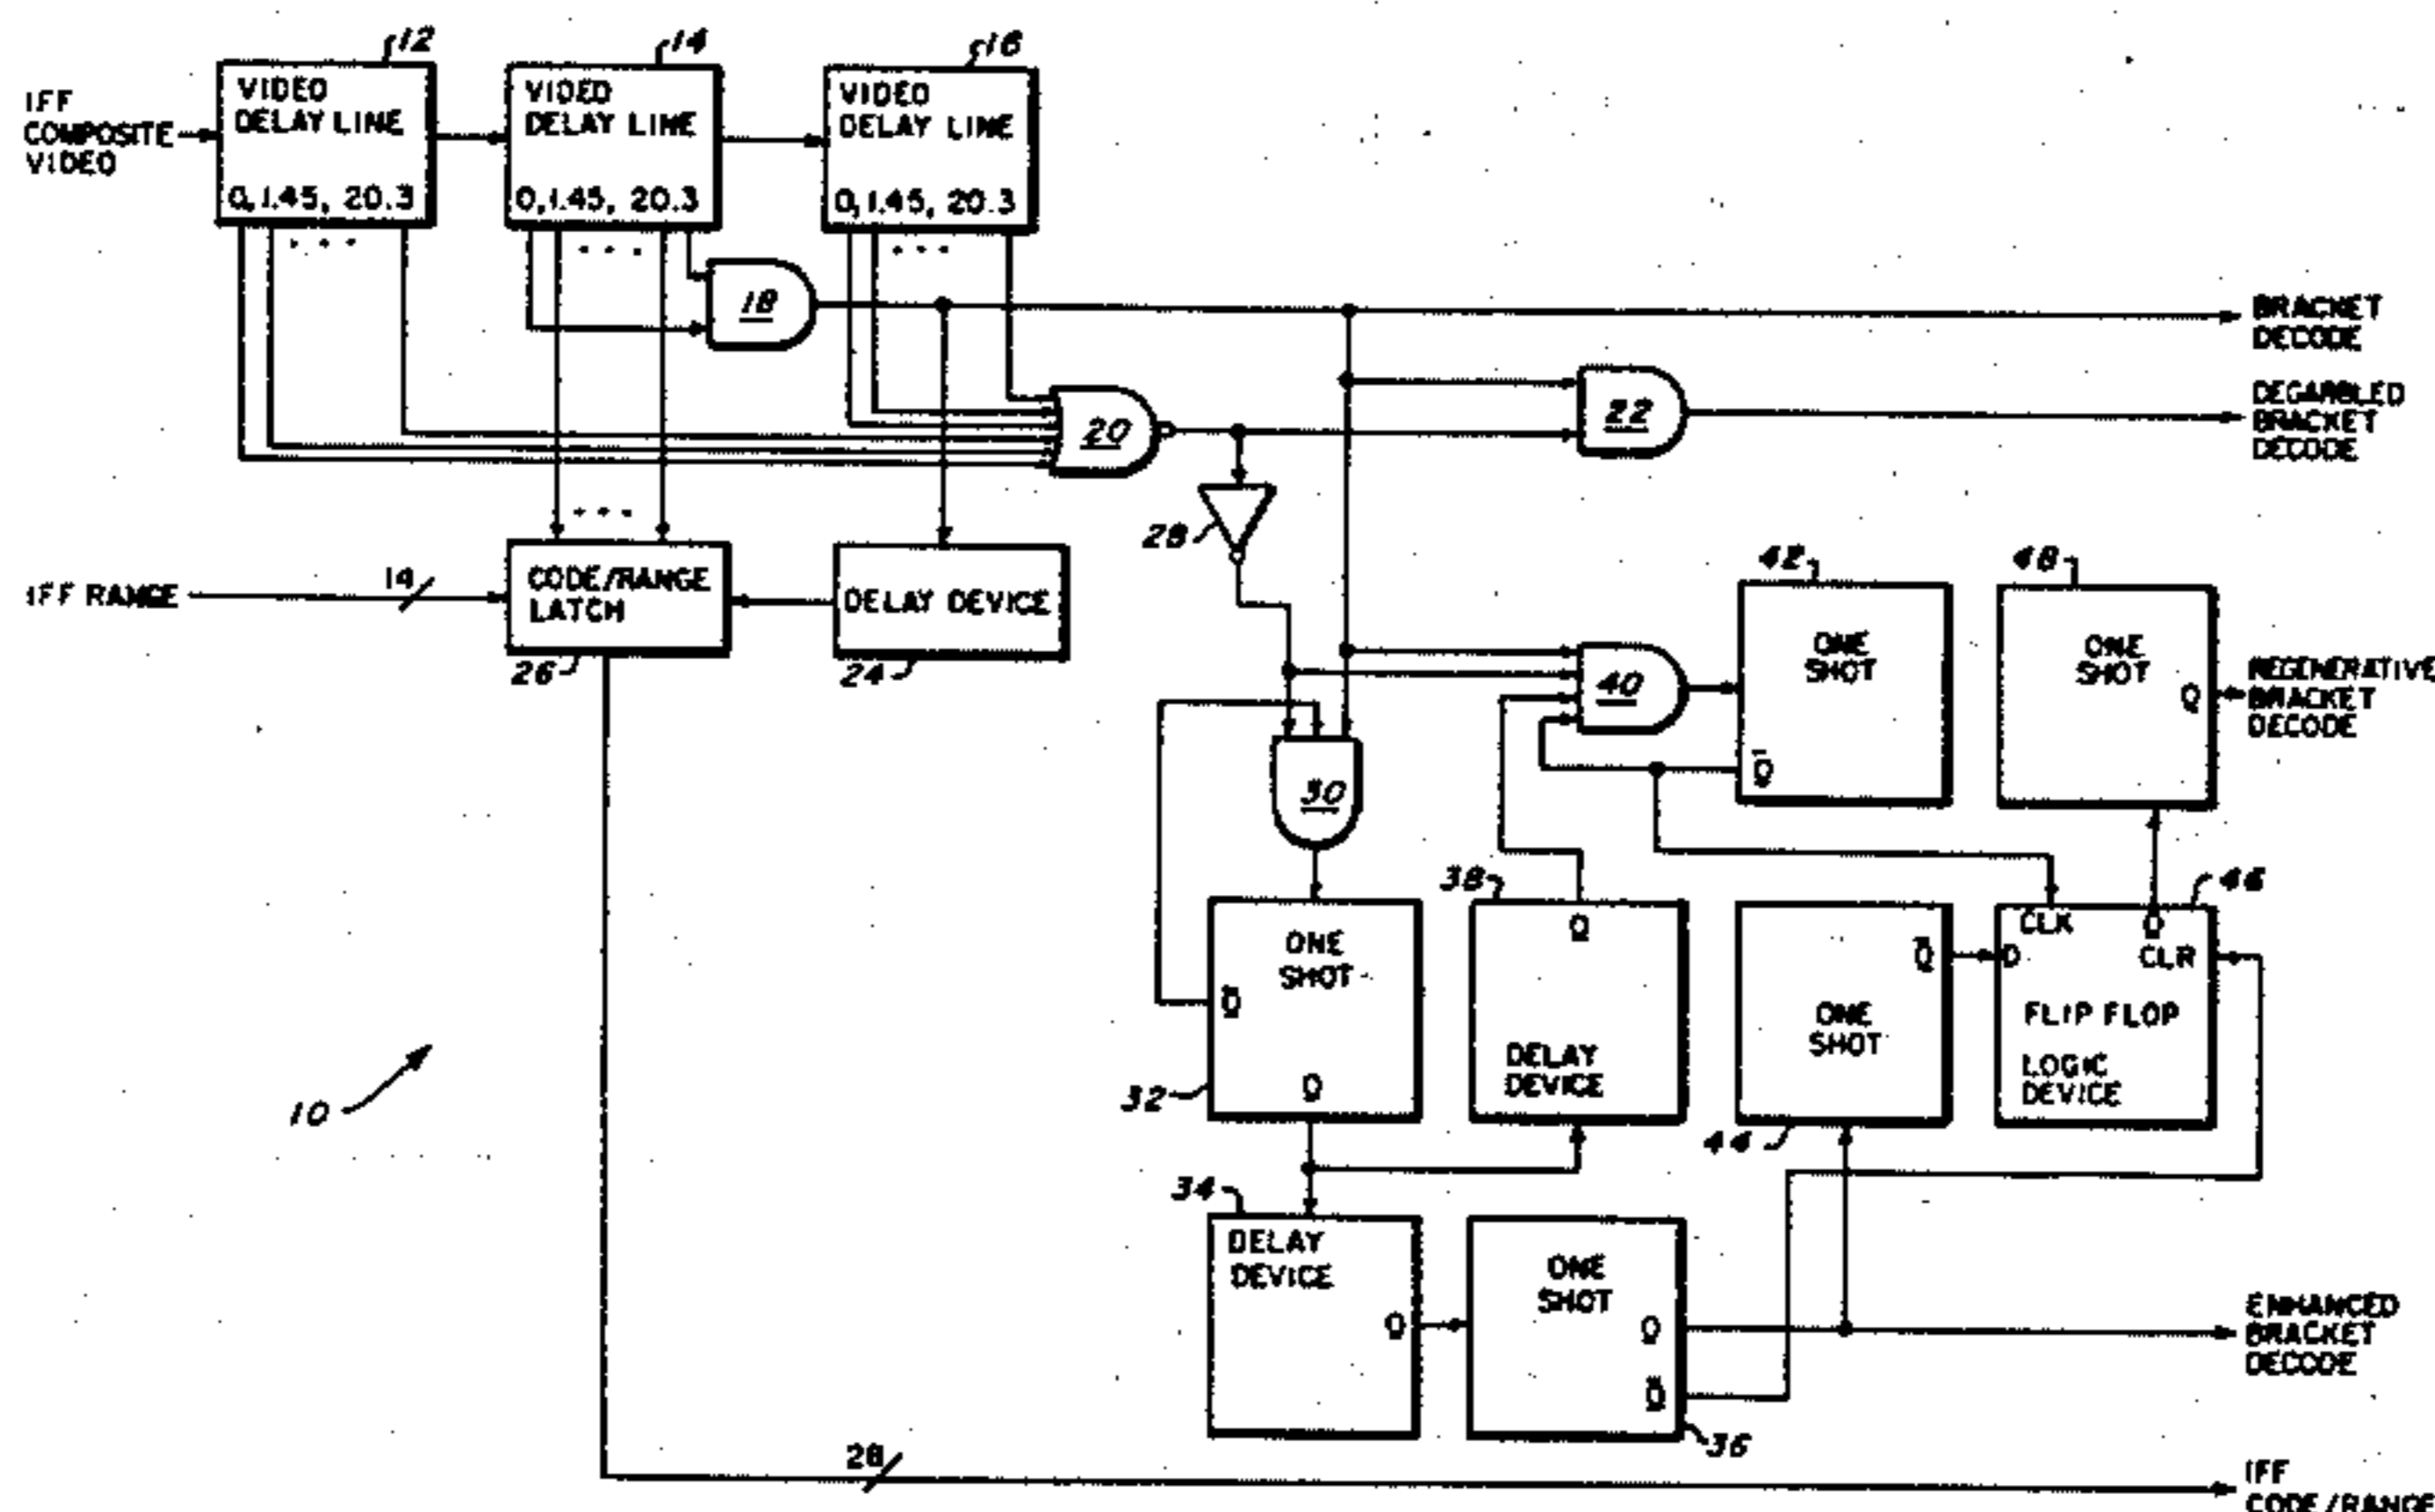 12
14
16
IFF
COMPOSITE
VIDEO
VIDEO
DELAY LINE
0, 1.45, 20.3
VIDEO
DELAY LINE
0, 1.45, 20.3
VIDEO
DELAY LINE
0, 1.45, 20.3
18
BRACKET
DECODE
20
22
DEGARBLED
BRACKET
DECODE
28
IFF RANGE
14
CODE/RANGE
LATCH
26
DELAY DEVICE
24
40
42
ONE
SHOT
Q̅
48
ONE
SHOT
Q
REGENERATIVE
BRACKET
DECODE
30
32
ONE
SHOT
Q̅
Q
38
Q
DELAY
DEVICE
44
Q̅
ONE
SHOT
46
CLK
Q
D
CLR
FLIP FLOP
LOGIC
DEVICE
10
34
DELAY
DEVICE
Q
ONE
SHOT
Q
Q̅
36
ENHANCED
BRACKET
DECODE
28
IFF
CODE/RANGE